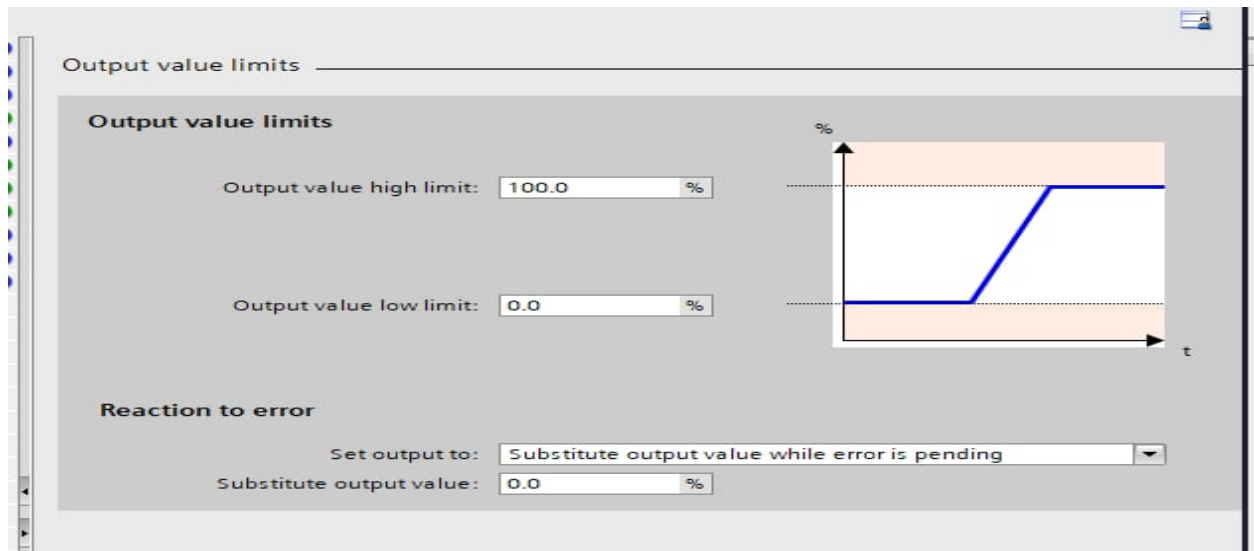 Output value limits
Output value limits
%
Output value high limit: 100.0 %
Output value low limit: 0.0 %
t
Reaction to error
Set output to: Substitute output value while error is pending
Substitute output value: 0.0 %